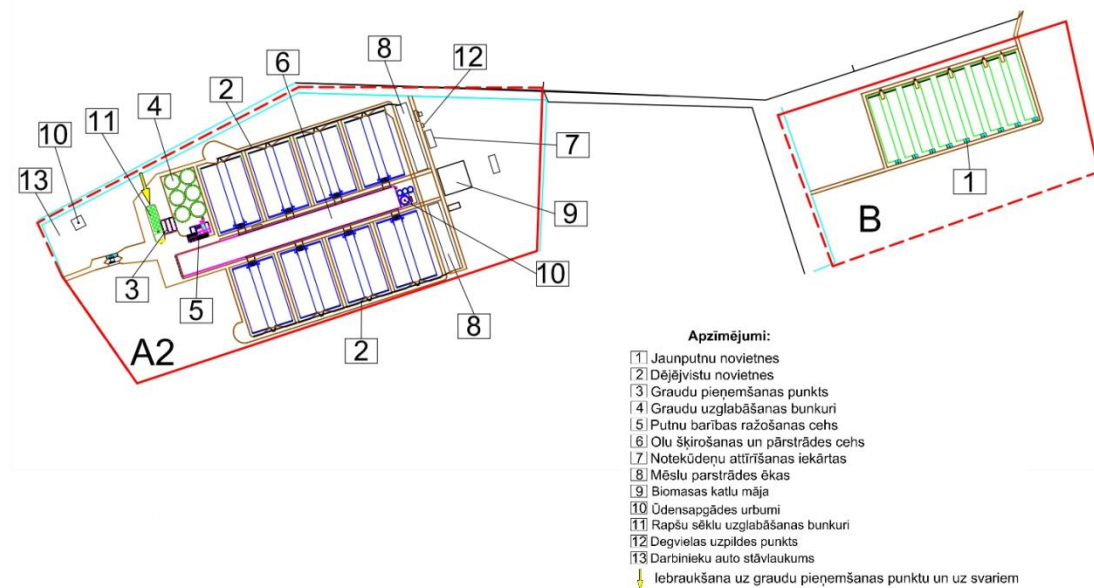 8
12
6
2
4
11
10
13
7
1
9
B
3
5
10
8
2
A2
Apzīmējumi:
1 Jaunputnu novietnes
2 Dējējvistu novietnes
3 Graudu pieņemšanas punkts
4 Graudu uzglabāšanas bunkuri
5 Putnu barības ražošanas cehs
6 Olu šķirošanas un pārstrādes cehs
7 Notekūdeņu attīrīšanas iekārtas
8 Mēslu parstrādes ēkas
9 Biomasas katlu māja
10 Ūdensapgādes urbumi
11 Rapšu sēklu uzglabāšanas bunkuri
12 Degvielas uzpildes punkts
13 Darbinieku auto stāvlaukums
Iebraukšana uz graudu pieņemšanas punktu un uz svariem